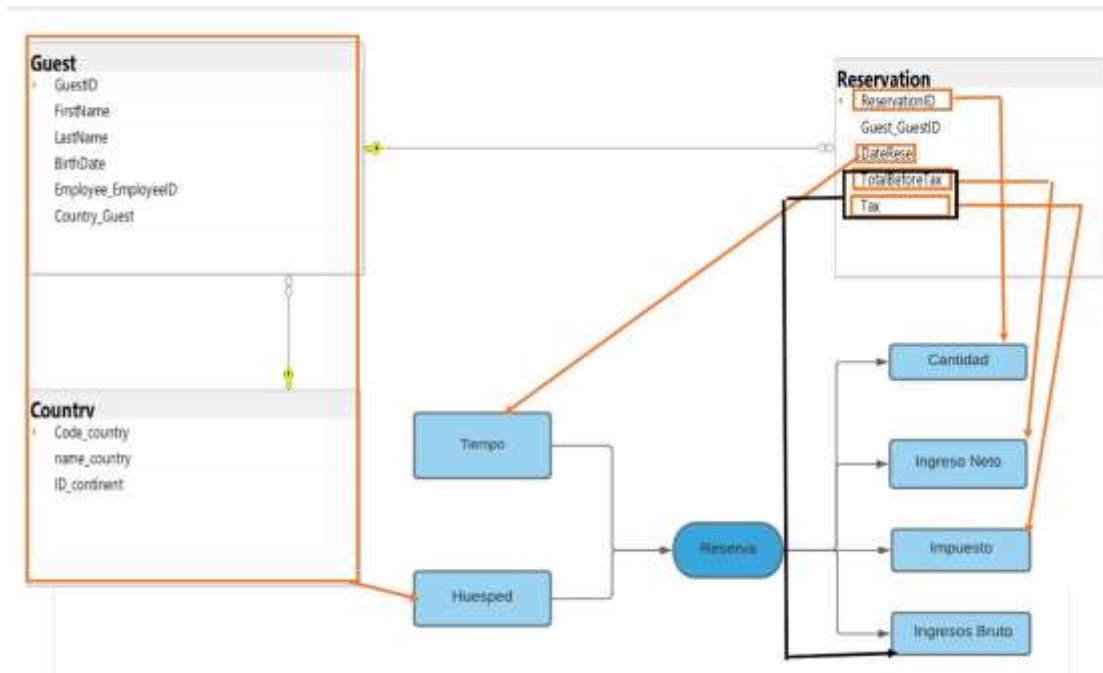 Guest
GuestID
FirstName
LastName
BirthDate
Employee_EmployeeID
Country_Guest
Reservation
ReservationID
Guest_GuestID
DateRese
TotalBeforeTax
Tax
Country
Code_country
name_country
ID_continent
Tiempo
Huesped
Reserva
Cantidad
Ingreso Neto
Impuesto
Ingresos Bruto